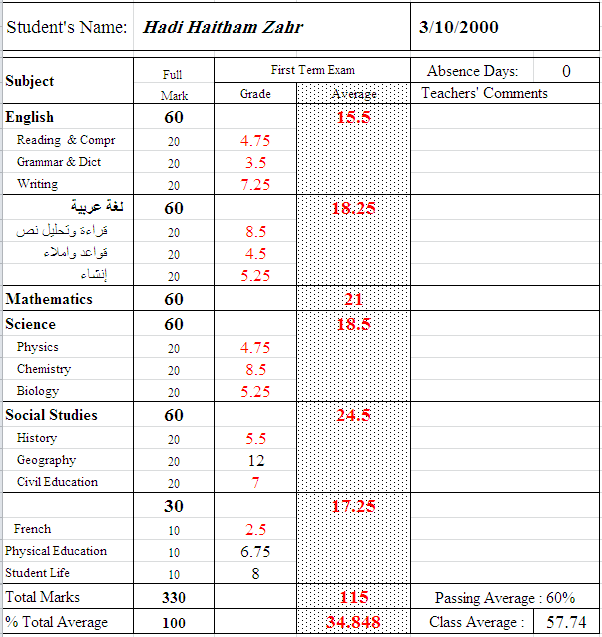 Student's Name: Hadi Haitham Zahr 3/10/2000
Subject Full Mark First Term Exam Absence Days: 0
Grade Average Teachers' Comments
English 60 15.5
Reading & Compr 20 4.75
Grammar & Dict 20 3.5
Writing 20 7.25
لغة عربية 60 18.25
قراءة وتحليل نص 20 8.5
قواعد واملاء 20 4.5
إنشاء 20 5.25
Mathematics 60 21
Science 60 18.5
Physics 20 4.75
Chemistry 20 8.5
Biology 20 5.25
Social Studies 60 24.5
History 20 5.5
Geography 20 12
Civil Education 20 7
30 17.25
French 10 2.5
Physical Education 10 6.75
Student Life 10 8
Total Marks 330 115 Passing Average : 60%
% Total Average 100 34.848 Class Average : 57.74